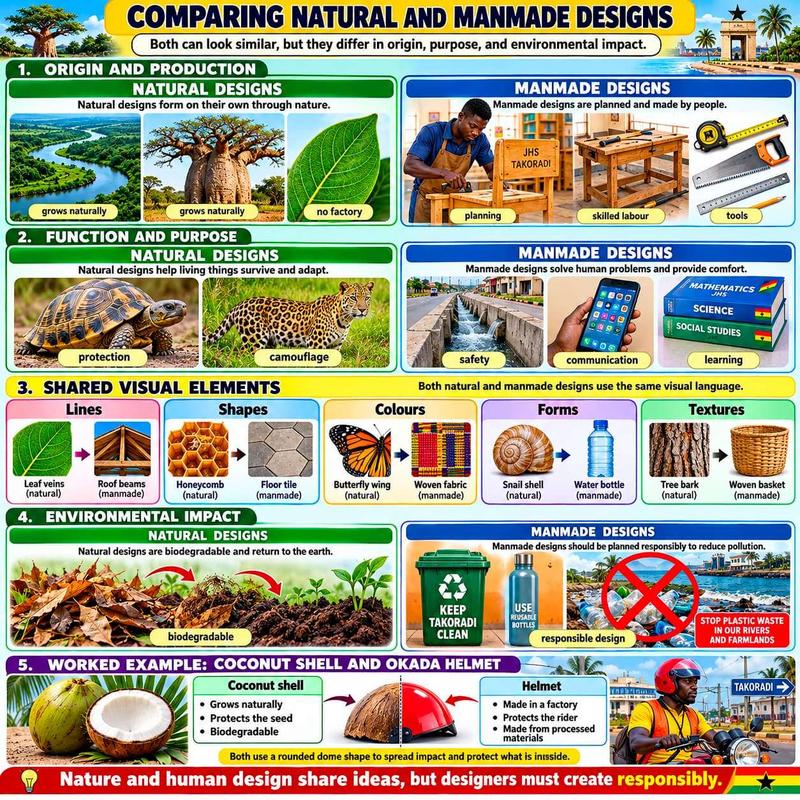 COMPARING NATURAL AND MANMADE DESIGNS
Both can look similar, but they differ in origin, purpose, and environmental impact.
1. ORIGIN AND PRODUCTION
NATURAL DESIGNS
Natural designs form on their own through nature.
grows naturally
grows naturally
no factory
MANMADE DESIGNS
Manmade designs are planned and made by people.
JHS
TAKORADI
planning
skilled labour
tools
2. FUNCTION AND PURPOSE
NATURAL DESIGNS
Natural designs help living things survive and adapt.
protection
camouflage
MANMADE DESIGNS
Manmade designs solve human problems and provide comfort.
safety
communication
MATHEMATICS
JHS
SCIENCE
SOCIAL STUDIES
learning
3. SHARED VISUAL ELEMENTS
Both natural and manmade designs use the same visual language.
Lines
Leaf veins
(natural)
Roof beams
(manmade)
Shapes
Honeycomb
(natural)
Floor tile
(manmade)
Colours
Butterfly wing
(natural)
Woven fabric
(manmade)
Forms
Snail shell
(natural)
Water bottle
(manmade)
Textures
Tree bark
(natural)
Woven basket
(manmade)
4. ENVIRONMENTAL IMPACT
NATURAL DESIGNS
Natural designs are biodegradable and return to the earth.
biodegradable
MANMADE DESIGNS
Manmade designs should be planned responsibly to reduce pollution.
KEEP
TAKORADI
CLEAN
USE
REUSABLE
BOTTLES
responsible design
STOP PLASTIC WASTE
IN OUR RIVERS
AND FARMLANDS
5. WORKED EXAMPLE: COCONUT SHELL AND OKADA HELMET
Coconut shell
• Grows naturally
• Protects the seed
• Biodegradable
Helmet
• Made in a factory
• Protects the rider
• Made from processed
materials
Both use a rounded dome shape to spread impact and protect what is insside.
TAKORADI
Nature and human design share ideas, but designers must create responsibly.